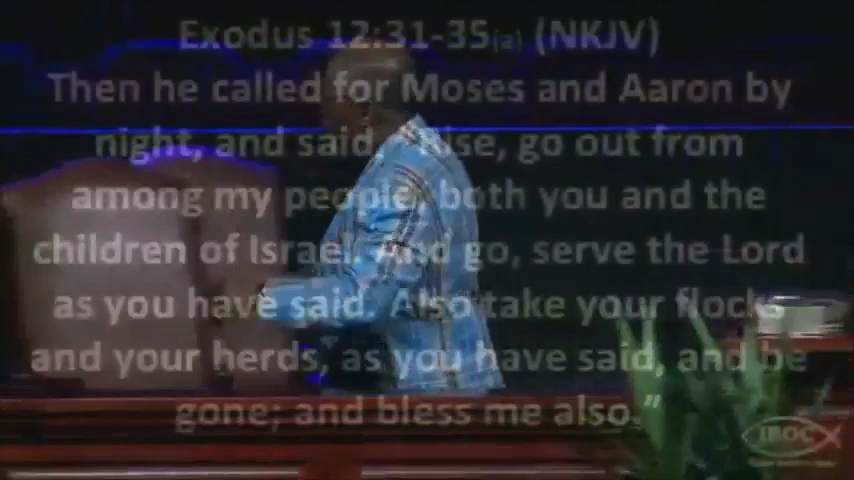 Exodus 12:31-35(a) (NKJV)
Then he called for Moses and Aaron by
night, and said, "Rise, go out from
among my people, both you and the
children of Israel. And go, serve the Lord
as you have said. Also take your flocks
and your herds, as you have said, and be
gone; and bless me also."
IBOC